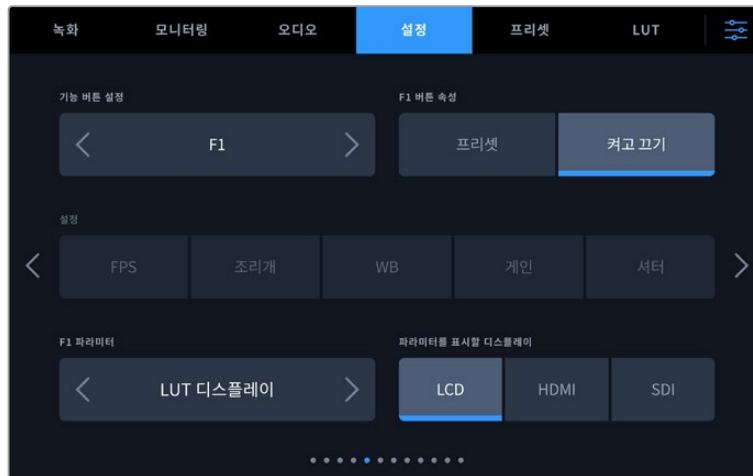 녹화 모니터링 오디오 설정 프리셋 LUT
기능 버튼 설정 F1 버튼 속성
F1 프리셋 켜고 끄기
설정
FPS 조리개 WB 게인 셔터
F1 파라미터 파라미터를 표시할 디스플레이
LUT 디스플레이 LCD HDMI SDI